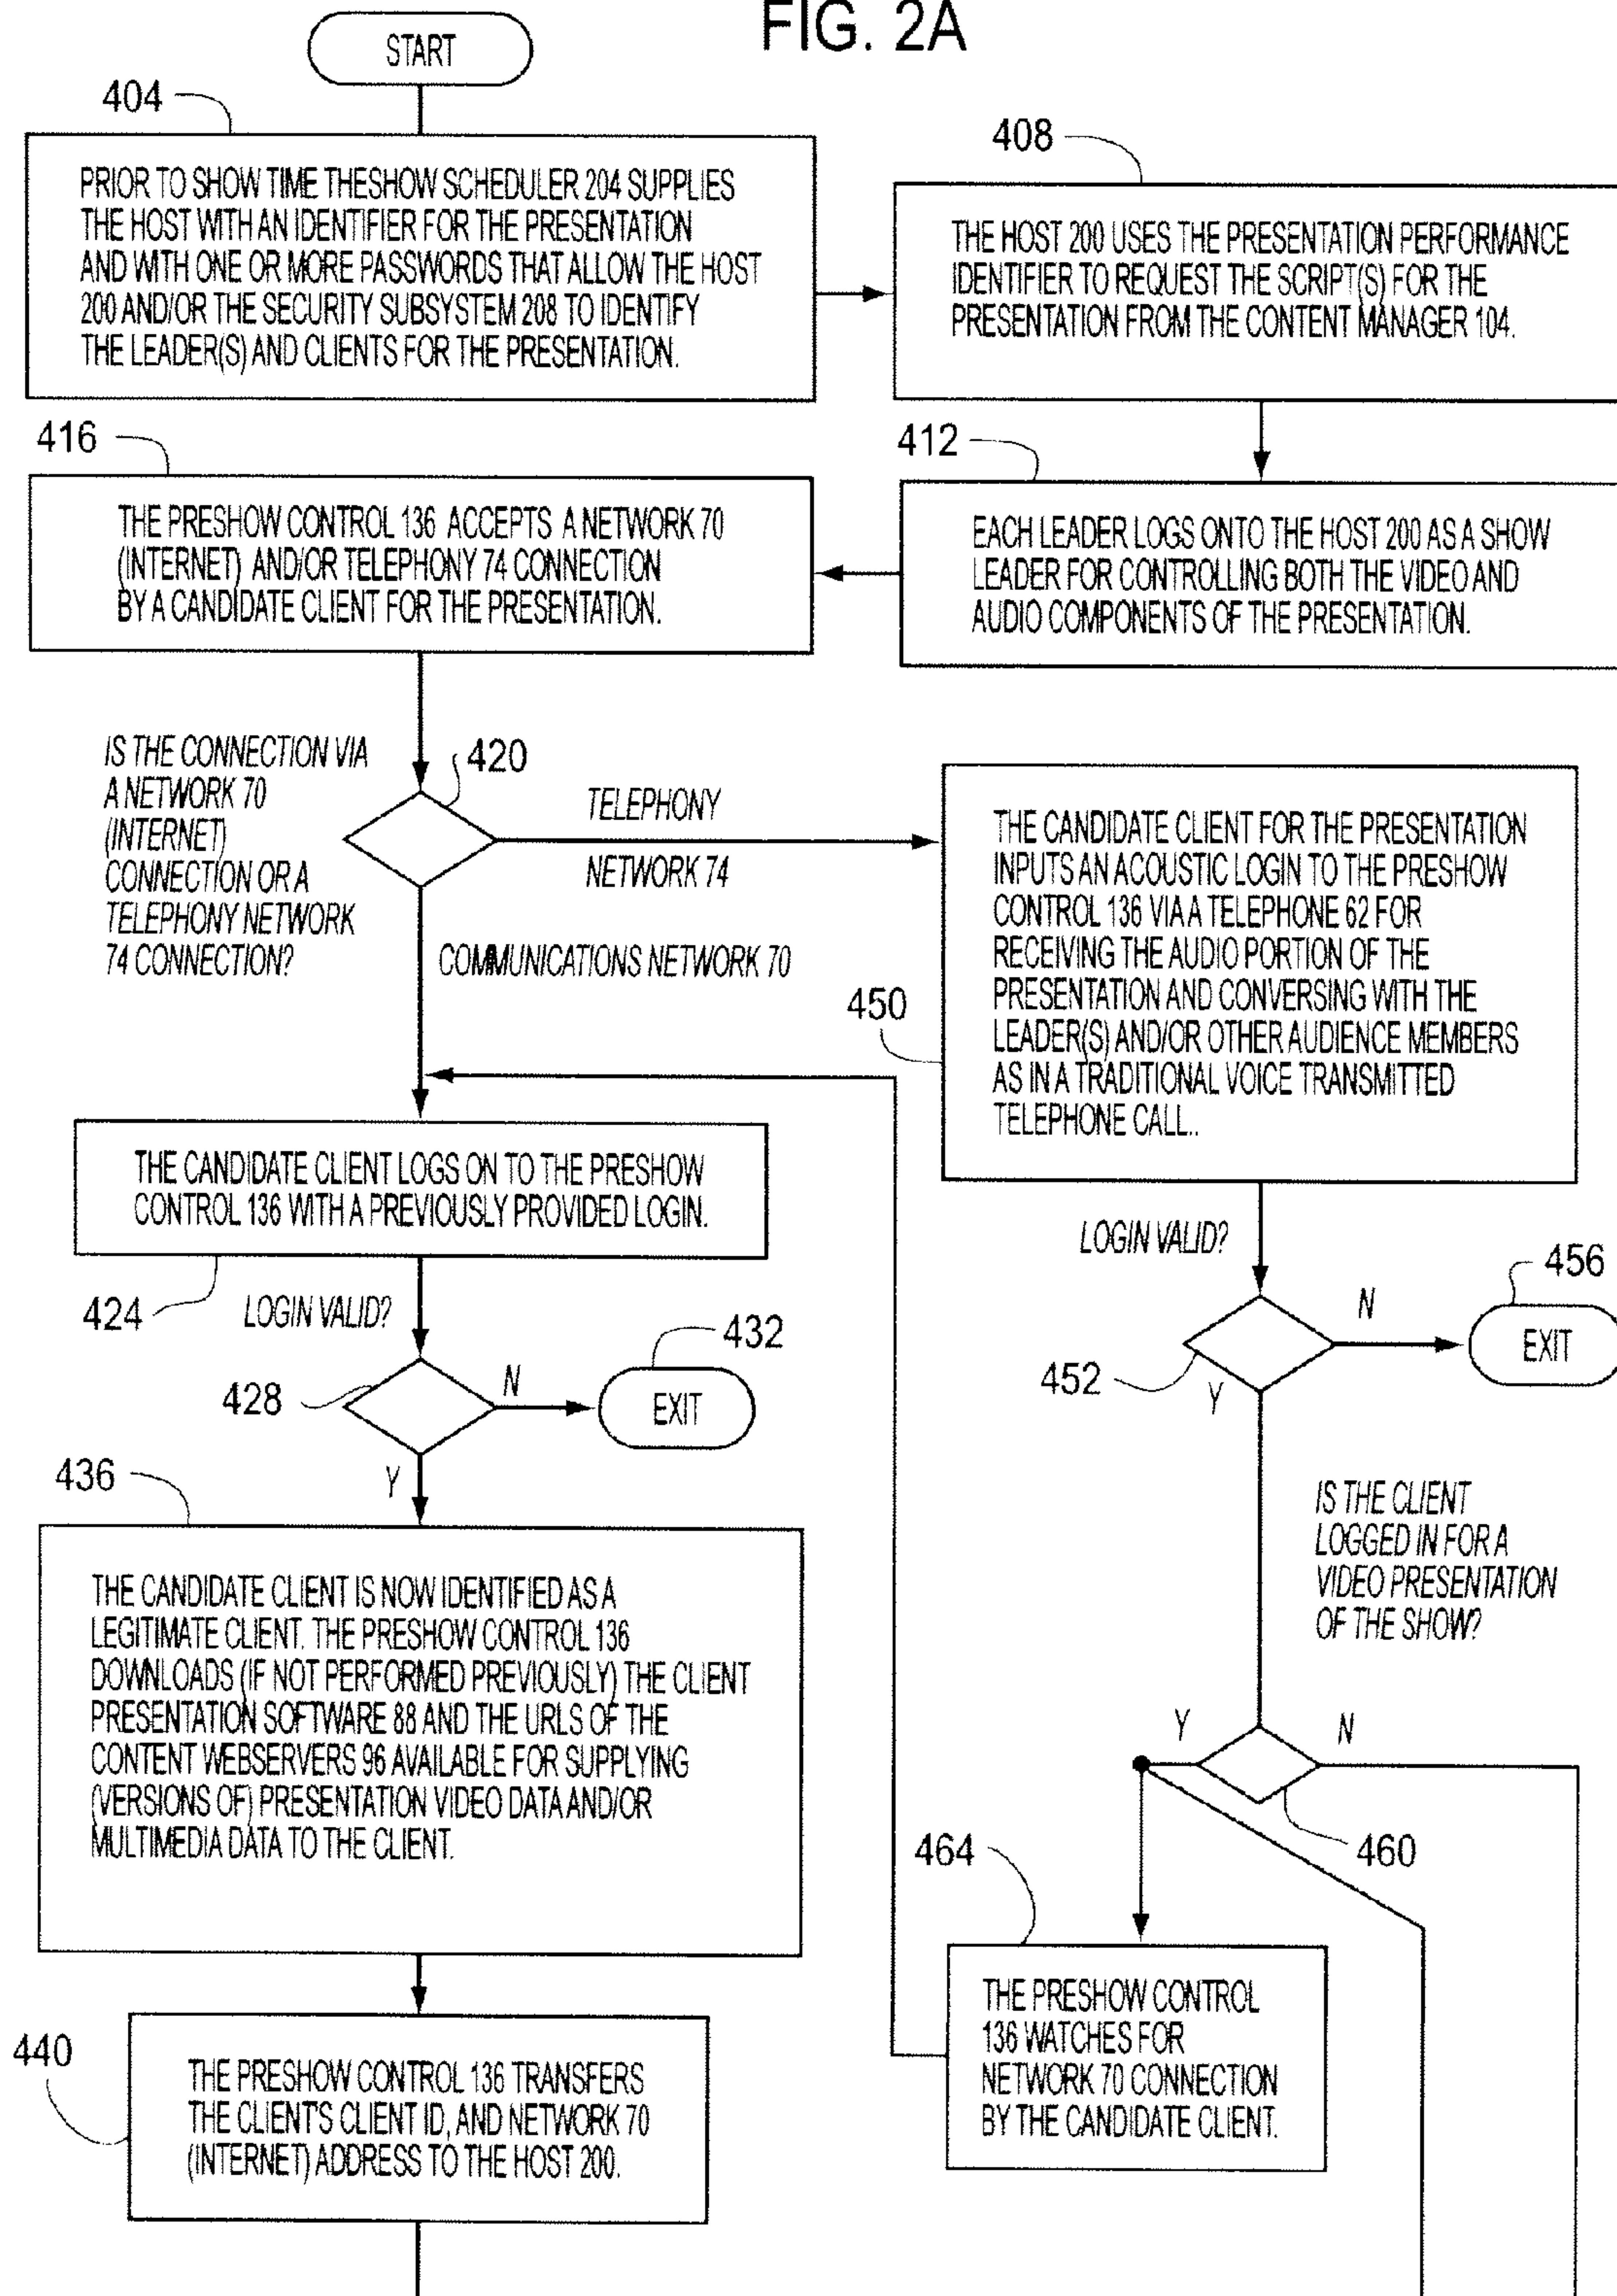 FIG. 2A
START
404
PRIOR TO SHOW TIME THESHOW SCHEDULER 204 SUPPLIES
THE HOST WITH AN IDENTIFIER FOR THE PRESENTATION
AND WITH ONE OR MORE PASSWORDS THAT ALLOW THE HOST
200 AND/OR THE SECURITY SUBSYSTEM 208 TO IDENTIFY
THE LEADER(S) AND CLIENTS FOR THE PRESENTATION.
408
THE HOST 200 USES THE PRESENTATION PERFORMANCE
IDENTIFIER TO REQUEST THE SCRIPT(S) FOR THE
PRESENTATION FROM THE CONTENT MANAGER 104.
412
EACH LEADER LOGS ONTO THE HOST 200 AS A SHOW
LEADER FOR CONTROLLING BOTH THE VIDEO AND
AUDIO COMPONENTS OF THE PRESENTATION.
416
THE PRESHOW CONTROL 136 ACCEPTS A NETWORK 70
(INTERNET) AND/OR TELEPHONY 74 CONNECTION
BY A CANDIDATE CLIENT FOR THE PRESENTATION.
IS THE CONNECTION VIA
A NETWORK 70
(INTERNET)
CONNECTION OR A
TELEPHONY NETWORK
74 CONNECTION?
420
TELEPHONY
NETWORK 74
COMMUNICATIONS NETWORK 70
450
THE CANDIDATE CLIENT FOR THE PRESENTATION
INPUTS AN ACOUSTIC LOGIN TO THE PRESHOW
CONTROL 136 VIA A TELEPHONE 62 FOR
RECEIVING THE AUDIO PORTION OF THE
PRESENTATION AND CONVERSING WITH THE
LEADER(S) AND/OR OTHER AUDIENCE MEMBERS
AS IN A TRADITIONAL VOICE TRANSMITTED
TELEPHONE CALL..
THE CANDIDATE CLIENT LOGS ON TO THE PRESHOW
CONTROL 136 WITH A PREVIOUSLY PROVIDED LOGIN.
424
LOGIN VALID?
428
N
432
EXIT
Y
LOGIN VALID?
452
N
456
EXIT
Y
436
THE CANDIDATE CLIENT IS NOW IDENTIFIED AS A
LEGITIMATE CLIENT. THE PRESHOW CONTROL 136
DOWNLOADS (IF NOT PERFORMED PREVIOUSLY) THE CLIENT
PRESENTATION SOFTWARE 88 AND THE URLS OF THE
CONTENT WEBSERVERS 96 AVAILABLE FOR SUPPLYING
(VERSIONS OF) PRESENTATION VIDEO DATA AND/OR
MULTIMEDIA DATA TO THE CLIENT.
IS THE CLIENT
LOGGED IN FOR A
VIDEO PRESENTATION
OF THE SHOW?
Y
N
460
464
THE PRESHOW CONTROL
136 WATCHES FOR
NETWORK 70 CONNECTION
BY THE CANDIDATE CLIENT.
440
THE PRESHOW CONTROL 136 TRANSFERS
THE CLIENT'S CLIENT ID, AND NETWORK 70
(INTERNET) ADDRESS TO THE HOST 200.